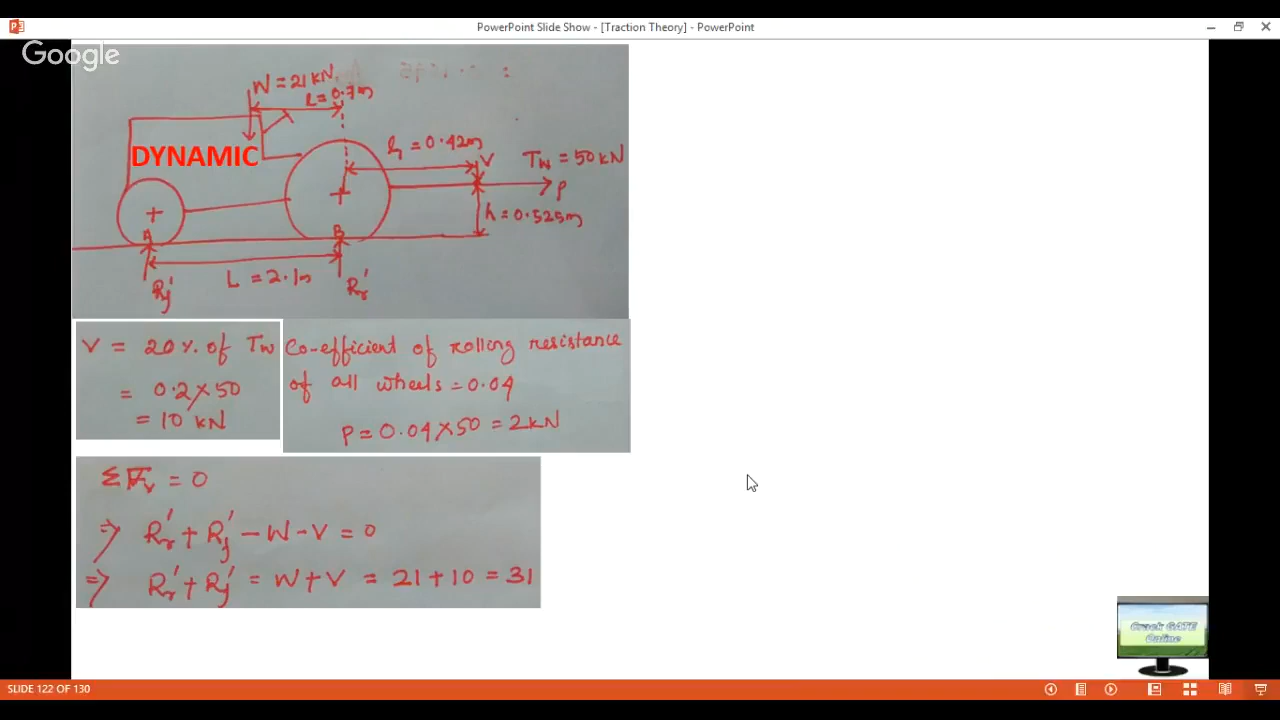 PowerPoint Slide Show - [Traction Theory] - PowerPoint
Google
W = 21 kN
L = 0.7m
DYNAMIC
= 0.42m
V
Tw = 50 kN
P
h = 0.525m
A
B
L = 2.1m
Rf'
Rr'
V = 20% of Tw
= 0.2 × 50
= 10 kN
Co-efficient of rolling resistance
of all wheels = 0.04
P = 0.04 × 50 = 2 kN
ΣFv = 0
⇒ Rr' + Rf' - W - V = 0
⇒ Rr' + Rf' = W + V = 21 + 10 = 31
Crack GATE
Online
SLIDE 122 OF 130